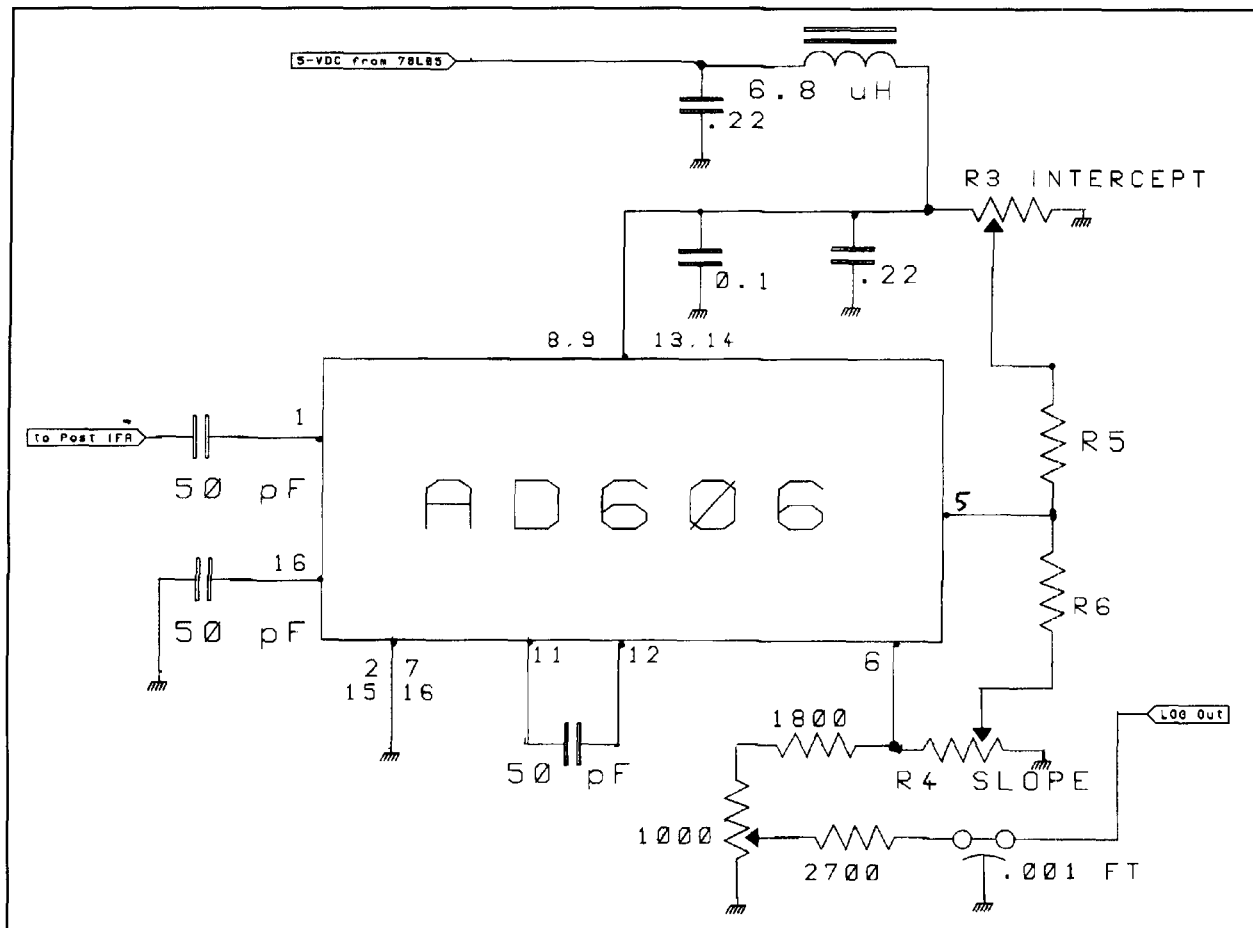 5-VDC from 78L05
6.8 uH
.22
R3 INTERCEPT
0.1
.22
8.9 13.14
to Post IFA
1
50 pF
R5
AD606
5
16
50 pF
R6
2 7
15 16
11 12
6
50 pF
1800
LOG Out
R4 SLOPE
1000
2700
.001 FT